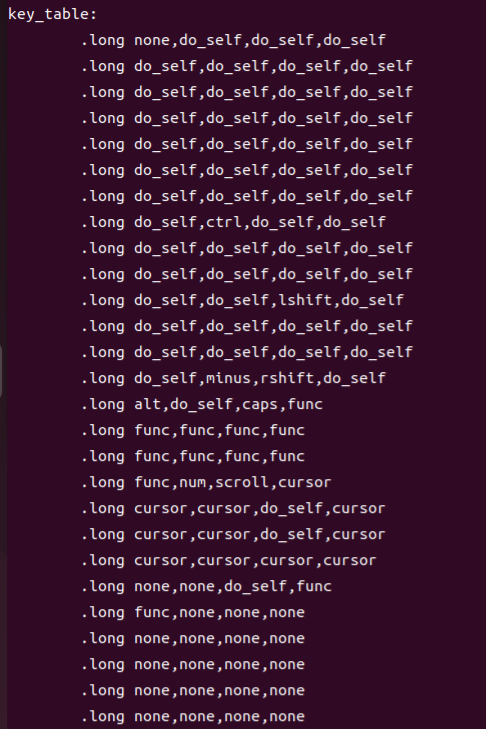 key_table:
.long none,do_self,do_self,do_self
.long do_self,do_self,do_self,do_self
.long do_self,do_self,do_self,do_self
.long do_self,do_self,do_self,do_self
.long do_self,do_self,do_self,do_self
.long do_self,do_self,do_self,do_self
.long do_self,do_self,do_self,do_self
.long do_self,ctrl,do_self,do_self
.long do_self,do_self,do_self,do_self
.long do_self,do_self,do_self,do_self
.long do_self,do_self,lshift,do_self
.long do_self,do_self,do_self,do_self
.long do_self,do_self,do_self,do_self
.long do_self,minus,rshift,do_self
.long alt,do_self,caps,func
.long func,func,func,func
.long func,func,func,func
.long func,num,scroll,cursor
.long cursor,cursor,do_self,cursor
.long cursor,cursor,do_self,cursor
.long cursor,cursor,cursor,cursor
.long none,none,do_self,func
.long func,none,none,none
.long none,none,none,none
.long none,none,none,none
.long none,none,none,none
.long none,none,none,none